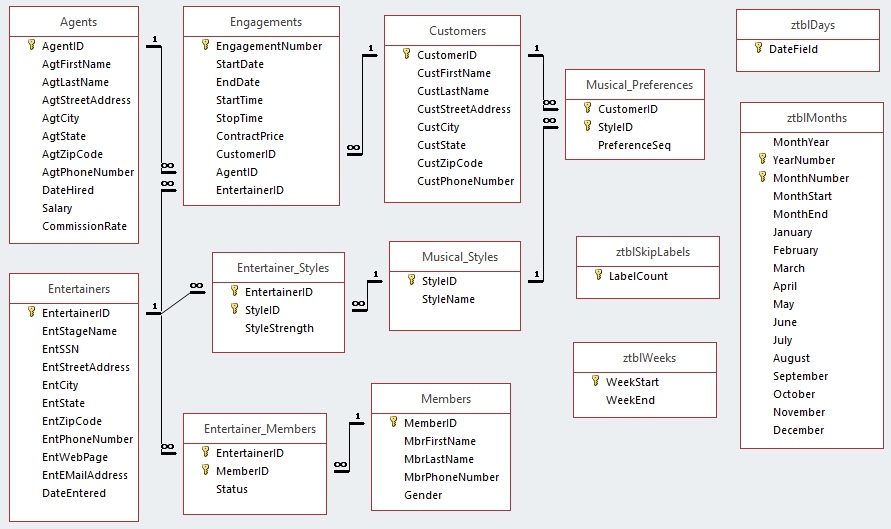 Agents
AgentID
AgtFirstName
AgtLastName
AgtStreetAddress
AgtCity
AgtState
AgtZipCode
AgtPhoneNumber
DateHired
Salary
CommissionRate
1
∞
∞
Engagements
EngagementNumber
StartDate
EndDate
StartTime
StopTime
ContractPrice
CustomerID
AgentID
EntertainerID
1
∞
Customers
CustomerID
CustFirstName
CustLastName
CustStreetAddress
CustCity
CustState
CustZipCode
CustPhoneNumber
1
∞
∞
Musical_Preferences
CustomerID
StyleID
PreferenceSeq
ztblDays
DateField
ztblMonths
MonthYear
YearNumber
MonthNumber
MonthStart
MonthEnd
January
February
March
April
May
June
July
August
September
October
November
December
Entertainers
EntertainerID
EntStageName
EntSSN
EntStreetAddress
EntCity
EntState
EntZipCode
EntPhoneNumber
EntWebPage
EntEMailAddress
DateEntered
1
∞
∞
Entertainer_Styles
EntertainerID
StyleID
StyleStrength
1
∞
Musical_Styles
StyleID
StyleName
1
ztblSkipLabels
LabelCount
ztblWeeks
WeekStart
WeekEnd
Entertainer_Members
EntertainerID
MemberID
Status
1
∞
Members
MemberID
MbrFirstName
MbrLastName
MbrPhoneNumber
Gender